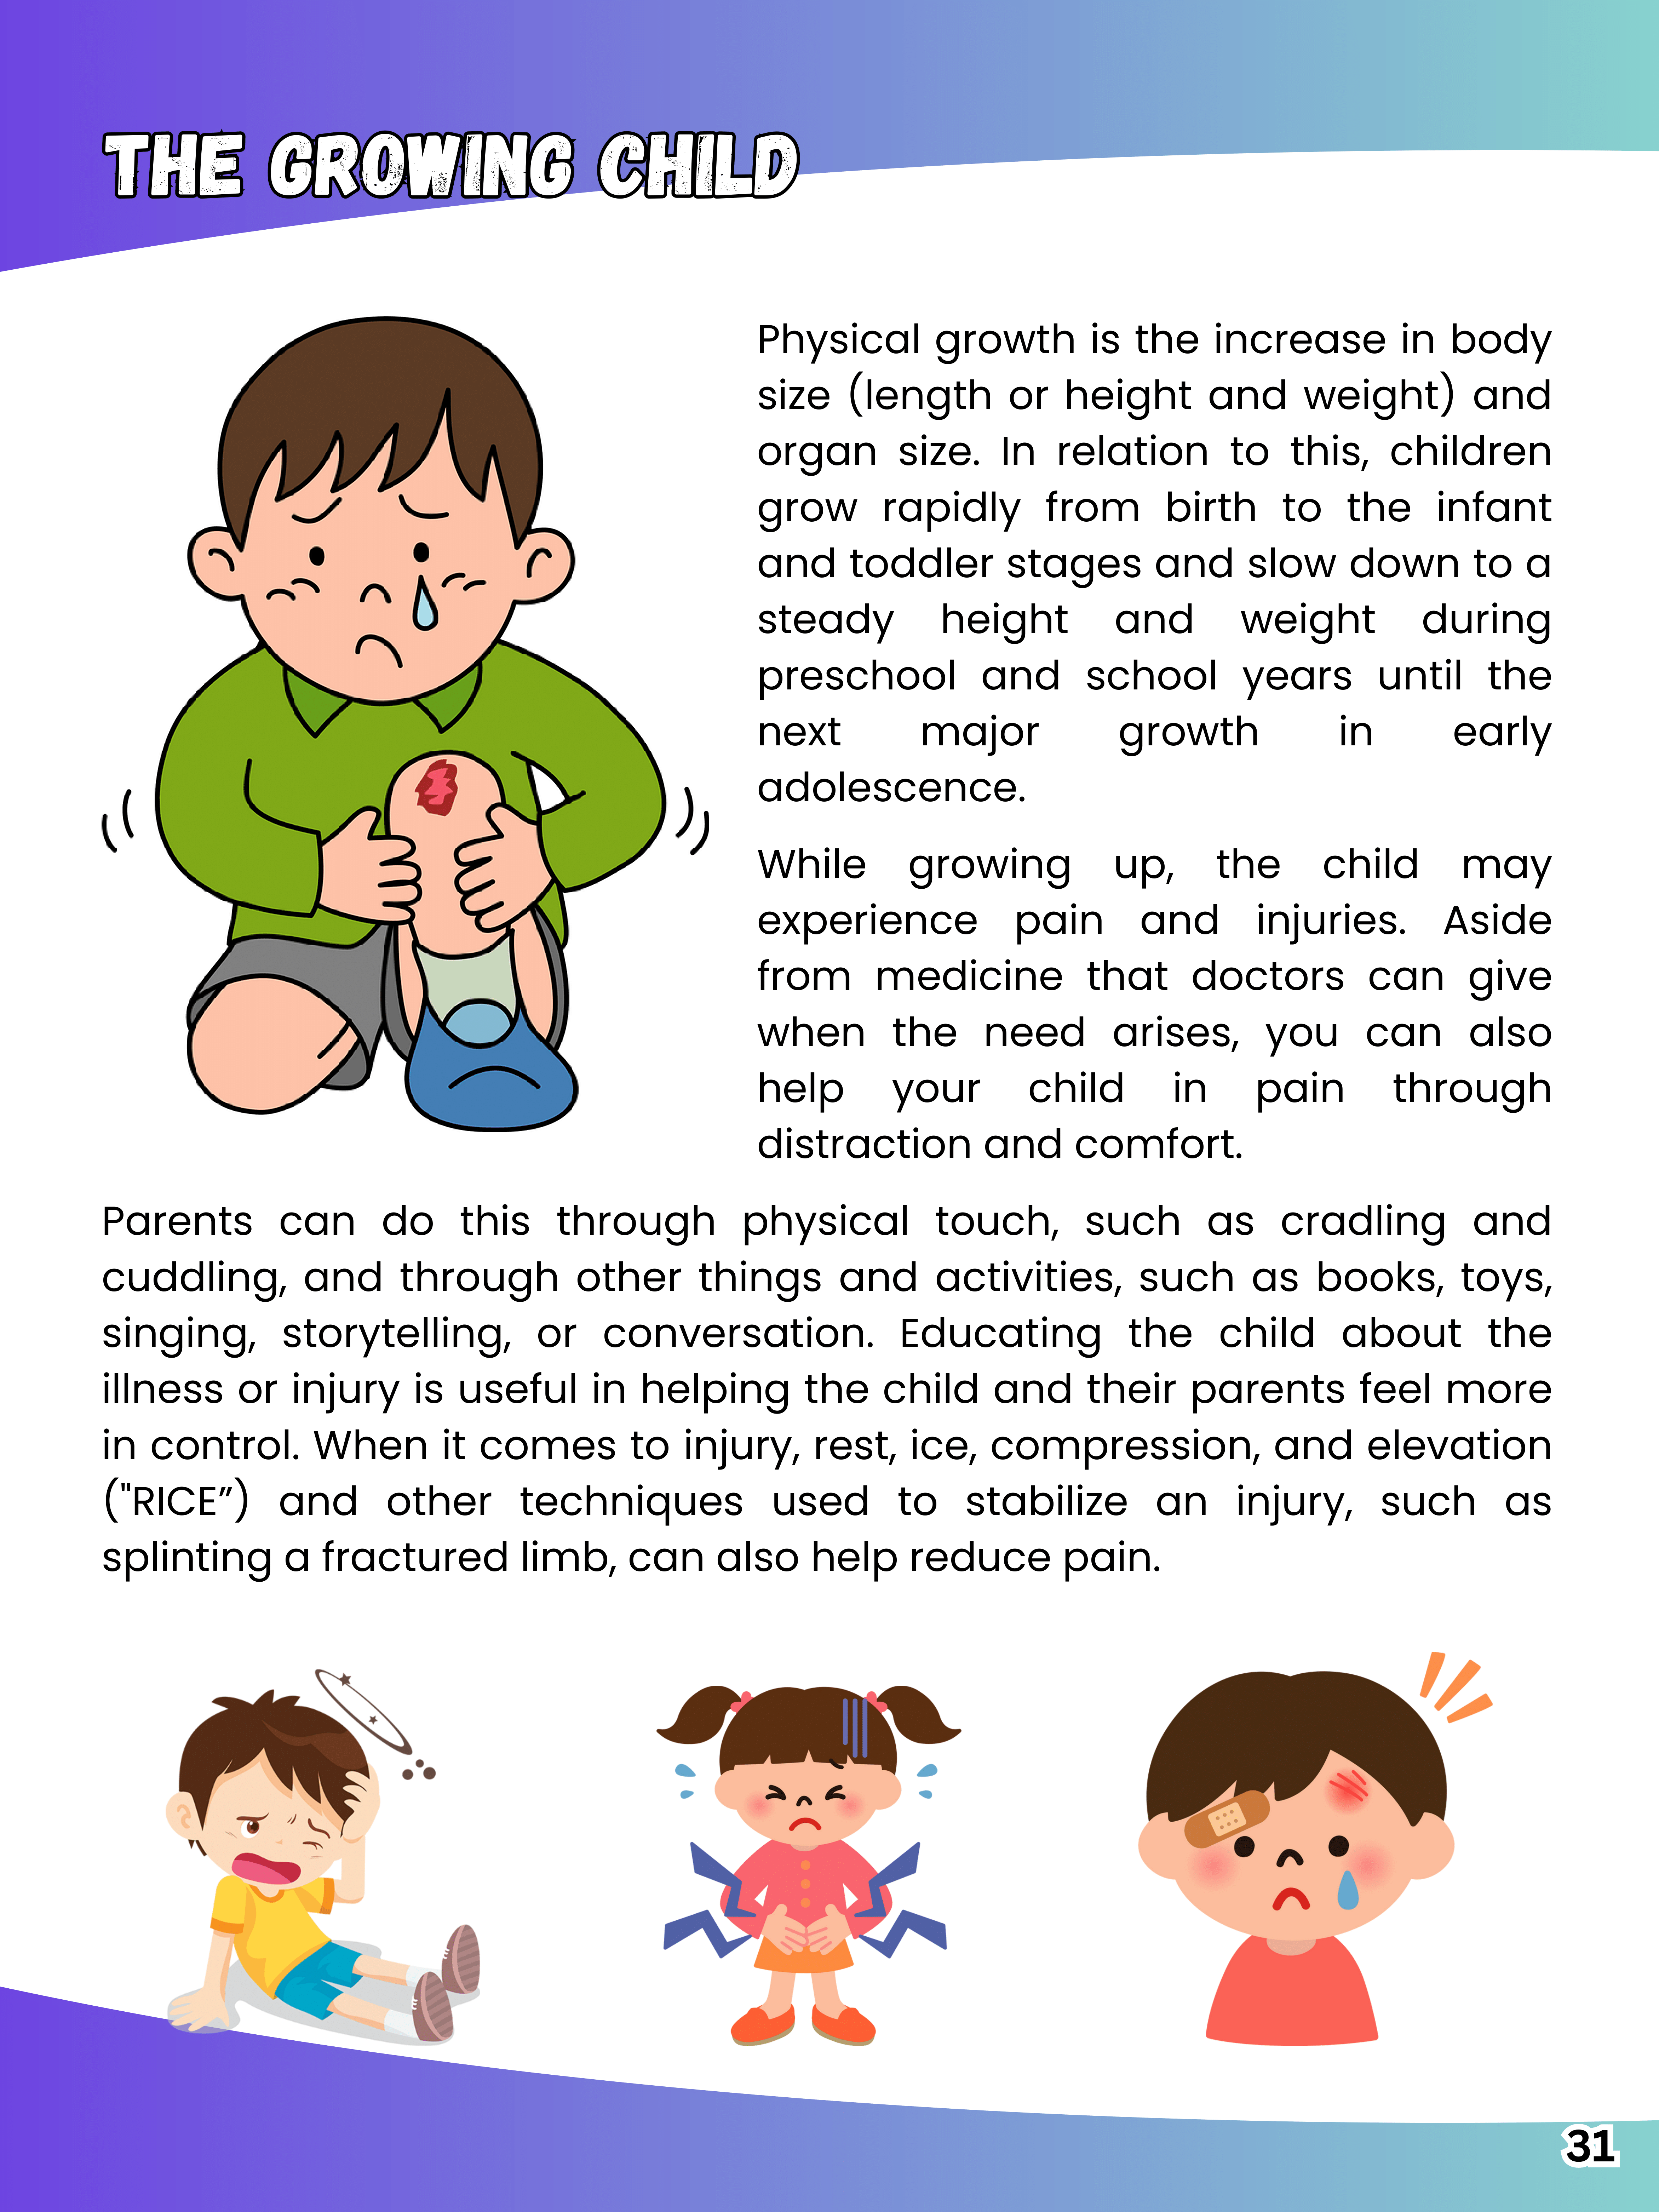 THE GROWING CHILD
Physical growth is the increase in body
size (length or height and weight) and
organ size. In relation to this, children
grow rapidly from birth to the infant
and toddler stages and slow down to a
steady height and weight during
preschool and school years until the
next major growth in early
adolescence.
While growing up, the child may
experience pain and injuries. Aside
from medicine that doctors can give
when the need arises, you can also
help your child in pain through
distraction and comfort.
Parents can do this through physical touch, such as cradling and
cuddling, and through other things and activities, such as books, toys,
singing, storytelling, or conversation. Educating the child about the
illness or injury is useful in helping the child and their parents feel more
in control. When it comes to injury, rest, ice, compression, and elevation
("RICE”) and other techniques used to stabilize an injury, such as
splinting a fractured limb, can also help reduce pain.
31